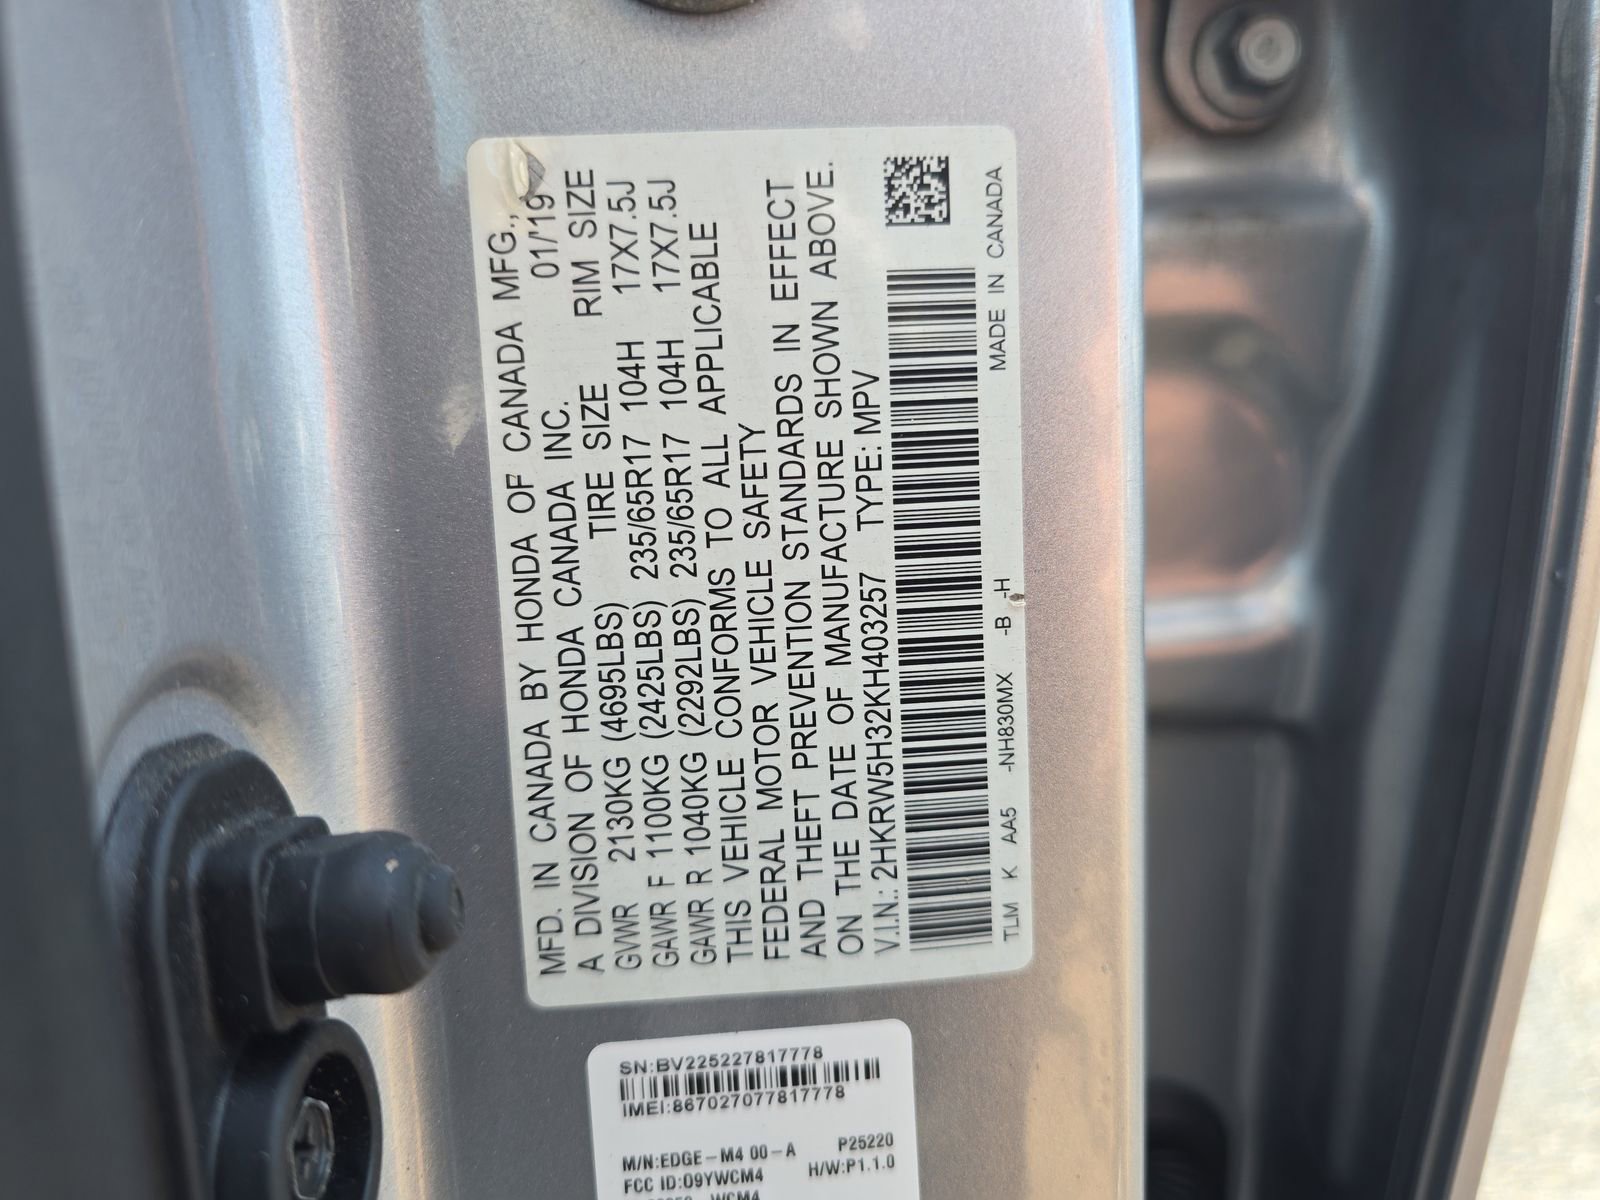 MFD. IN CANADA BY HONDA OF CANADA MFG.,
A DIVISION OF HONDA CANADA INC. 01/'19
TIRE SIZE RIM SIZE
GVWR 2130KG (4695LBS)
GAWR F 1100KG (2425LBS) 235/65R17 104H 17X7.5J
GAWR R 1040KG (2292LBS) 235/65R17 104H 17X7.5J
THIS VEHICLE CONFORMS TO ALL APPLICABLE
FEDERAL MOTOR VEHICLE SAFETY
AND THEFT PREVENTION STANDARDS IN EFFECT
ON THE DATE OF MANUFACTURE SHOWN ABOVE.
V.I.N.: 2HKRW5H32KH403257 TYPE: MPV
TLM K AA5 -NH830MX -B -H MADE IN CANADA
SN:BV225227817778
IMEI:867027077817778
M/N:EDGE-M4 00-A P25220
FCC ID:O9YWCM4 H/W:P1.1.0